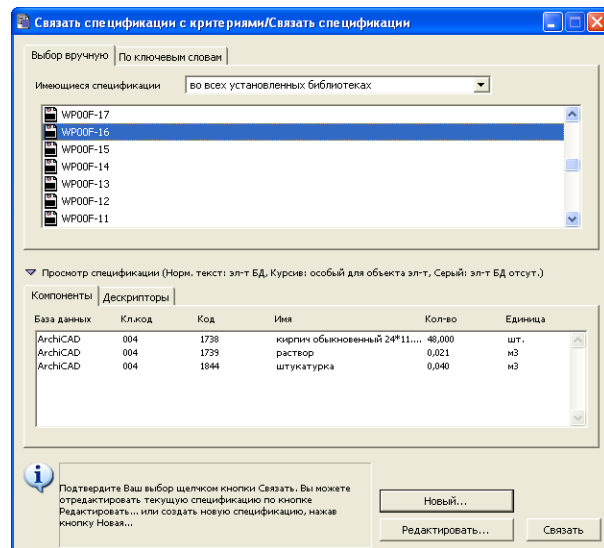 Связать спецификации с критериями/Связать спецификации
Выбор вручную По ключевым словам
Имеющиеся спецификации во всех установленных библиотеках
WP00F-17
WP00F-16
WP00F-15
WP00F-14
WP00F-13
WP00F-12
WP00F-11
Просмотр спецификации (Норм. текст: эл-т БД, Курсив: особый для объекта эл-т, Серый: эл-т БД отсут.)
Компоненты Дескрипторы
База данных Кл.код Код Имя Кол-во Единица
ArchiCAD 004 1738 кирпич обыкновенный 24*11.... 48,000 шт.
ArchiCAD 004 1739 раствор 0,021 м3
ArchiCAD 004 1844 штукатурка 0,040 м3
Подтвердите Ваш выбор щелчком кнопки Связать. Вы можете
отредактировать текущую спецификацию по кнопке
Редактировать... или создать новую спецификацию, нажав
кнопку Новая...
Новый...
Редактировать... Связать